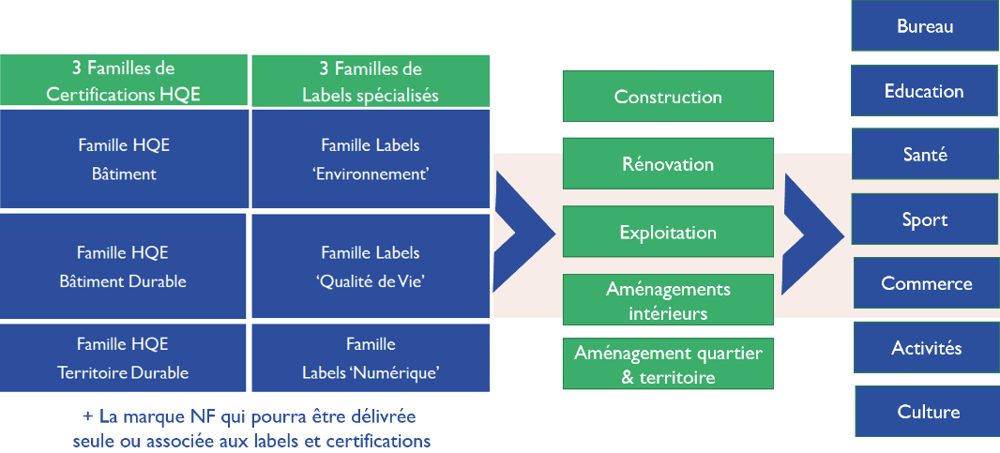 3 Familles de
Certifications HQE
3 Familles de
Labels spécialisés
Famille HQE
Bâtiment
Famille Labels
‘Environnement’
Famille HQE
Bâtiment Durable
Famille Labels
‘Qualité de Vie’
Famille HQE
Territoire Durable
Famille
Labels ‘Numérique’
+ La marque NF qui pourra être délivrée
seule ou associée aux labels et certifications
Construction
Rénovation
Exploitation
Aménagements
intérieurs
Aménagement quartier
& territoire
Bureau
Education
Santé
Sport
Commerce
Activités
Culture